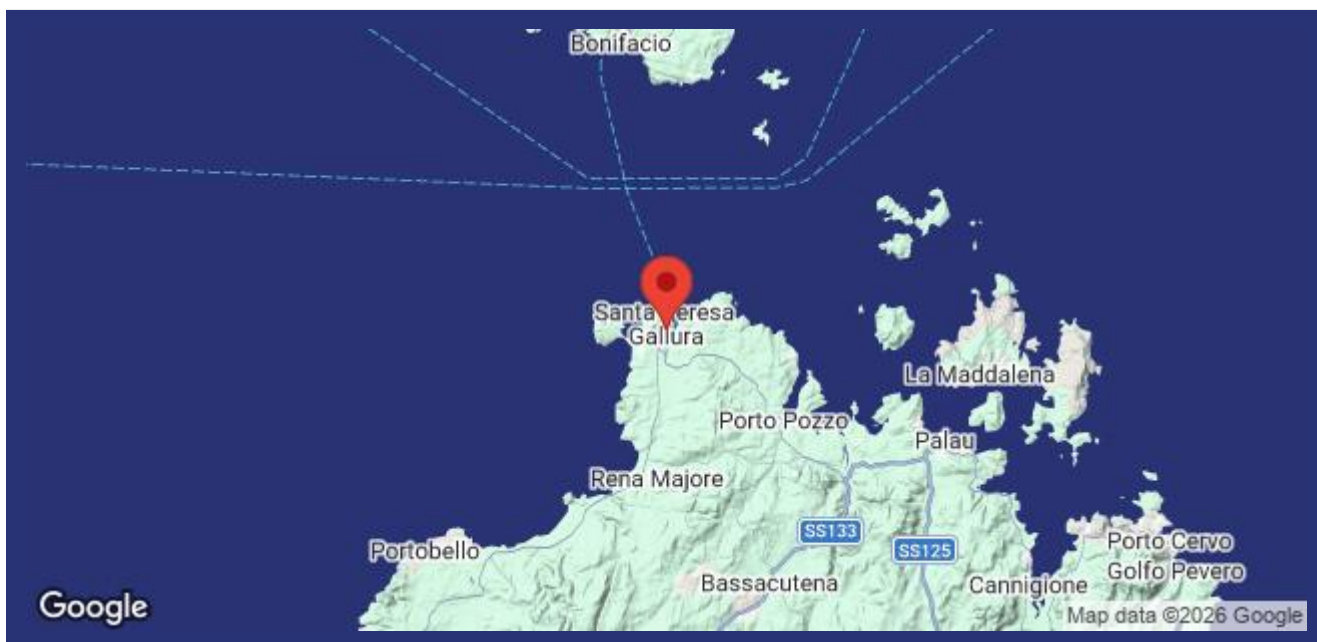 Bonifacio
Santa Teresa
Gallura
La Maddalena
Porto Pozzo
Palau
Rena Majore
SS133
Portobello
SS125
Porto Cervo
Golfo Pevero
Bassacutena
Cannigione
Google
Map data ©2026 Google